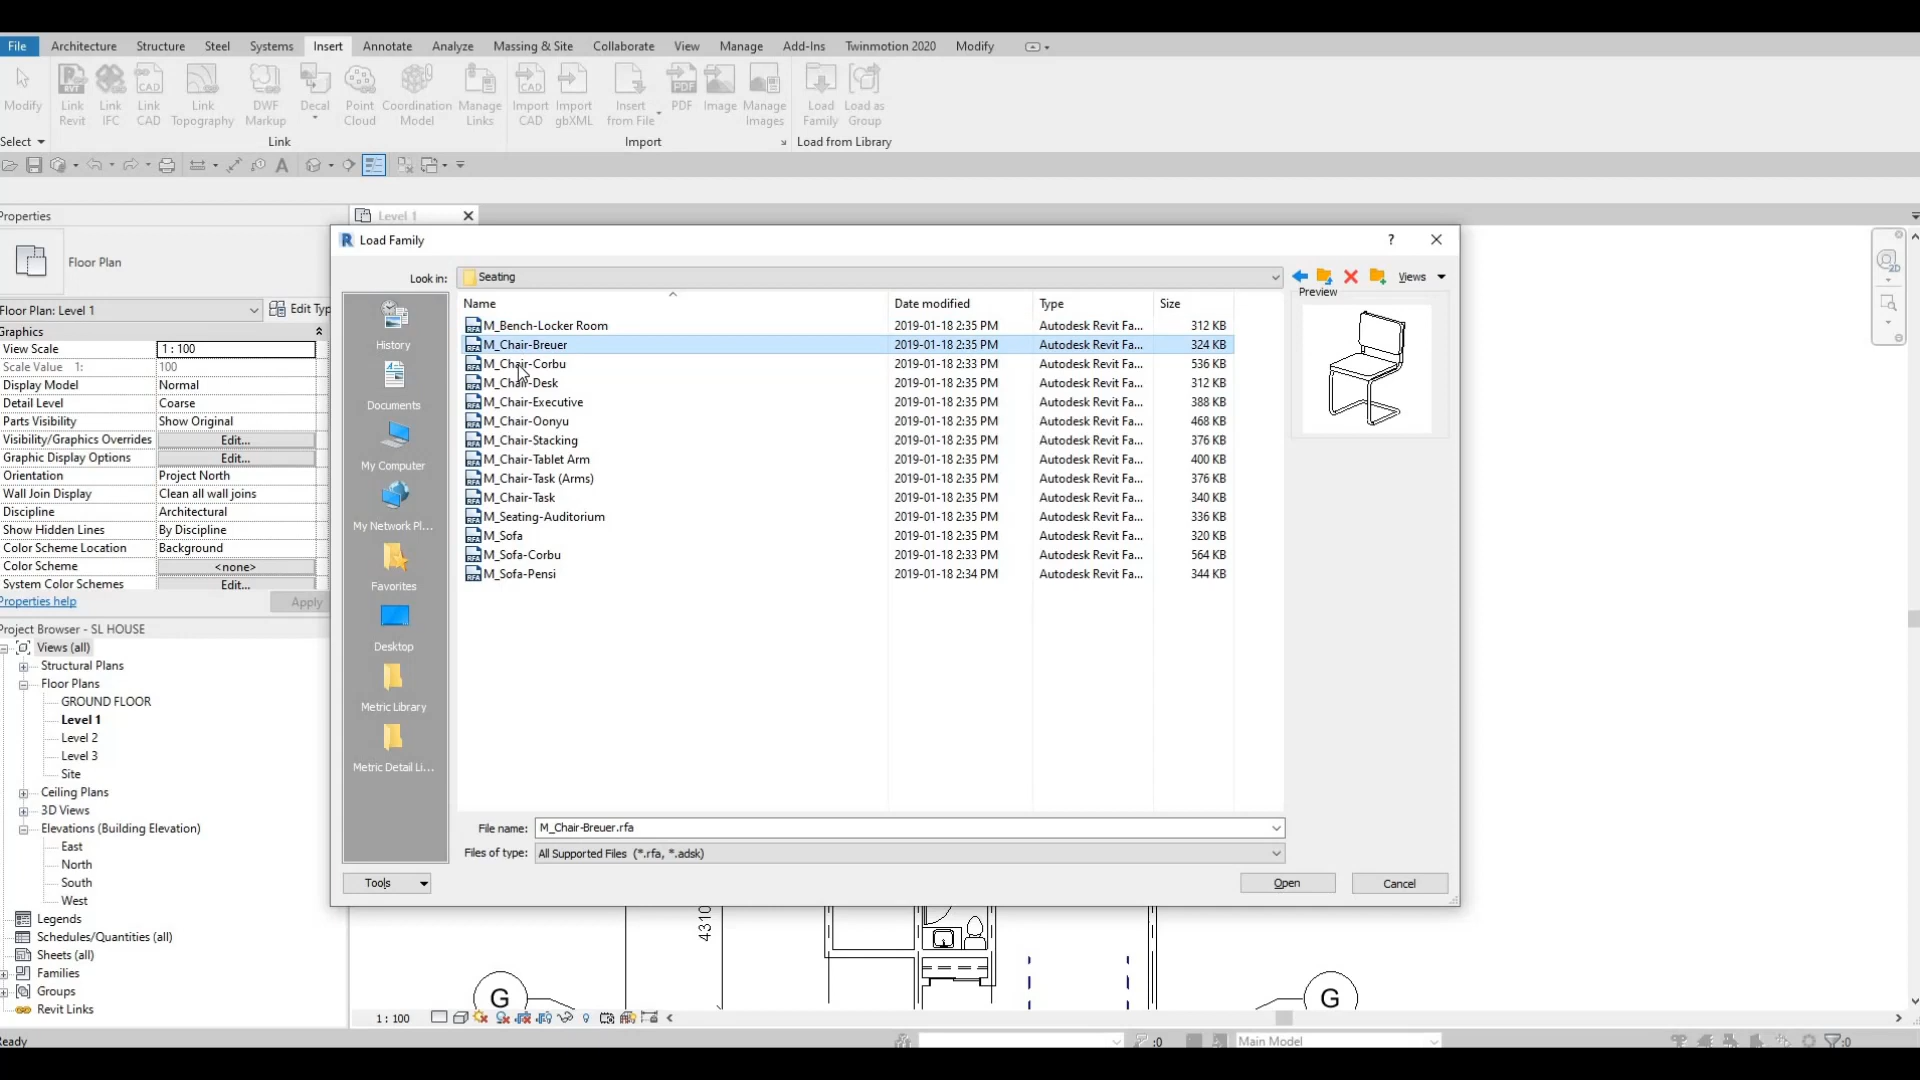 File Architecture Structure Steel Systems Insert Annotate Analyze Massing & Site Collaborate View Manage Add-Ins Twinmotion 2020 Modify
Modify
Link Revit
Link IFC
Link CAD
Link Topography
DWF Markup
Decal
Point Cloud
Coordination Model
Manage Links
Import CAD
Import gbXML
Insert from File
PDF
Image
Manage Images
Load Family
Load as Group
Select
Link
Import
Load from Library
Properties
Level 1
Floor Plan
Floor Plan: Level 1
Edit Typ
Graphics
View Scale 1 : 100
Scale Value 1: 100
Display Model Normal
Detail Level Coarse
Parts Visibility Show Original
Visibility/Graphics Overrides Edit...
Graphic Display Options Edit...
Orientation Project North
Wall Join Display Clean all wall joins
Discipline Architectural
Show Hidden Lines By Discipline
Color Scheme Location Background
Color Scheme <none>
System Color Schemes Edit...
Properties help Apply
Project Browser - SL HOUSE
Views (all)
Structural Plans
Floor Plans
GROUND FLOOR
Level 1
Level 2
Level 3
Site
Ceiling Plans
3D Views
Elevations (Building Elevation)
East
North
South
West
Legends
Schedules/Quantities (all)
Sheets (all)
Families
Groups
Revit Links
Load Family
?
Look in: Seating
Views
Preview
History
Documents
My Computer
My Network Pl...
Favorites
Desktop
Metric Library
Metric Detail Li...
Name Date modified Type Size
M_Bench-Locker Room 2019-01-18 2:35 PM Autodesk Revit Fa... 312 KB
M_Chair-Breuer 2019-01-18 2:35 PM Autodesk Revit Fa... 324 KB
M_Chair-Corbu 2019-01-18 2:33 PM Autodesk Revit Fa... 536 KB
M_Chair-Desk 2019-01-18 2:35 PM Autodesk Revit Fa... 312 KB
M_Chair-Executive 2019-01-18 2:35 PM Autodesk Revit Fa... 388 KB
M_Chair-Oonyu 2019-01-18 2:35 PM Autodesk Revit Fa... 468 KB
M_Chair-Stacking 2019-01-18 2:35 PM Autodesk Revit Fa... 376 KB
M_Chair-Tablet Arm 2019-01-18 2:35 PM Autodesk Revit Fa... 400 KB
M_Chair-Task (Arms) 2019-01-18 2:35 PM Autodesk Revit Fa... 376 KB
M_Chair-Task 2019-01-18 2:35 PM Autodesk Revit Fa... 340 KB
M_Seating-Auditorium 2019-01-18 2:35 PM Autodesk Revit Fa... 336 KB
M_Sofa 2019-01-18 2:35 PM Autodesk Revit Fa... 320 KB
M_Sofa-Corbu 2019-01-18 2:33 PM Autodesk Revit Fa... 564 KB
M_Sofa-Pensi 2019-01-18 2:34 PM Autodesk Revit Fa... 344 KB
File name: M_Chair-Breuer.rfa
Files of type: All Supported Files (*.rfa, *.adsk)
Tools
Open
Cancel
4310
G
G
1 : 100
Ready
:0
Main Model
:0